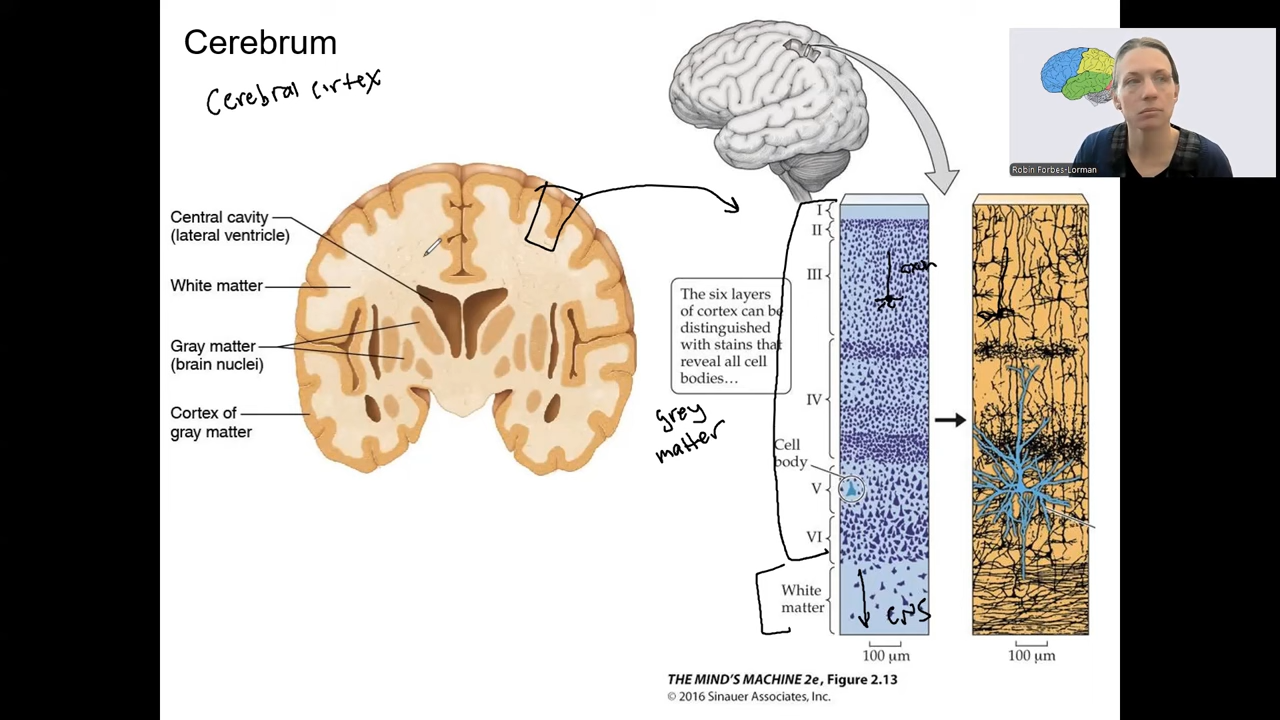 Cerebrum
Cerebral cortex
Central cavity
(lateral ventricle)
White matter
Gray matter
(brain nuclei)
Cortex of
gray matter
The six layers
of cortex can be
distinguished
with stains that
reveal all cell
bodies…
grey
matter
I
II
III
IV
Cell
body
V
VI
White
matter
CNS
100 µm
100 µm
THE MIND'S MACHINE 2e, Figure 2.13
© 2016 Sinauer Associates, Inc.
Robin Forbes-Lorman